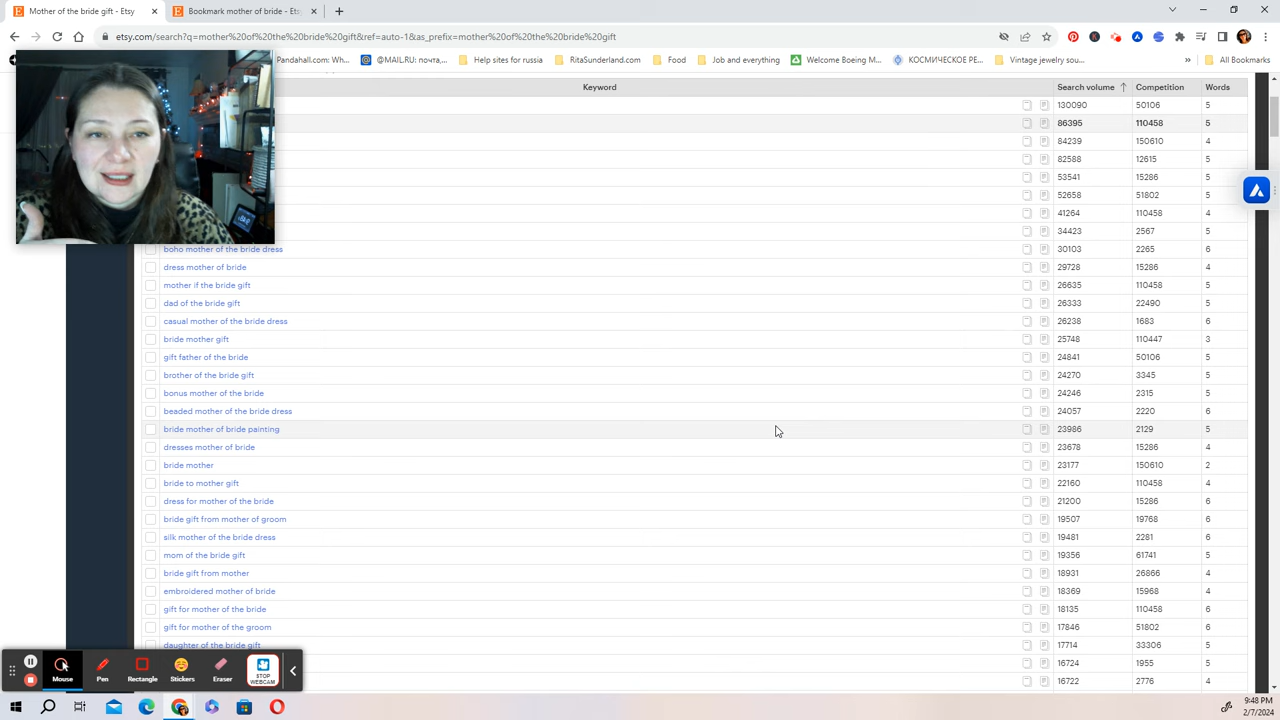 Mother of the bride gift - Etsy
Bookmark mother of bride - Ets
etsy.com/search?q=mother%20of%20the%20bride%20gift&ref=auto-1&as_prefix=mother%20of%20the%20bride%20gift
Pandahall.com: Wh...
@MAIL.RU: почта,...
Hop sites for russia
RitaSunderland.com
Food
Job and everything
Welcome Boeing M...
КОСМИЧЕСКОЕ РЕ...
Vintage jewelry sou...
»
All Bookmarks
Keyword Search volume Competition Words
130090 50106 5
86395 110458 5
84239 150610 4
82588 12615 5
53541 15286 5
52658 51802 5
41264 110458 4
34423 2567 5
boho mother of the bride dress 30103 2265 6
dress mother of bride 29728 15286 4
mother if the bride gift 26635 110458 5
dad of the bride gift 26333 22490 5
casual mother of the bride dress 26238 1683 6
bride mother gift 25748 110447 3
gift father of the bride 24841 50106 5
brother of the bride gift 24270 3345 5
bonus mother of the bride 24246 2315 5
beaded mother of the bride dress 24057 2220 6
bride mother of bride painting 23986 2129 5
dresses mother of bride 23678 15286 4
bride mother 23177 150610 2
bride to mother gift 22160 110458 4
dress for mother of the bride 21200 15286 6
bride gift from mother of groom 19507 19768 6
silk mother of the bride dress 19481 2281 6
mom of the bride gift 19356 61741 5
bride gift from mother 18931 26866 4
embroidered mother of bride 18369 15968 4
gift for mother of the bride 18135 110458 6
gift for mother of the groom 17846 51802 6
daughter of the bride gift 17714 33306 5
16724 1955 5
16722 2776 4
Mouse
Pen
Rectangle
Stickers
Eraser
STOP
WEBCAM
9:48 PM
2/7/2024